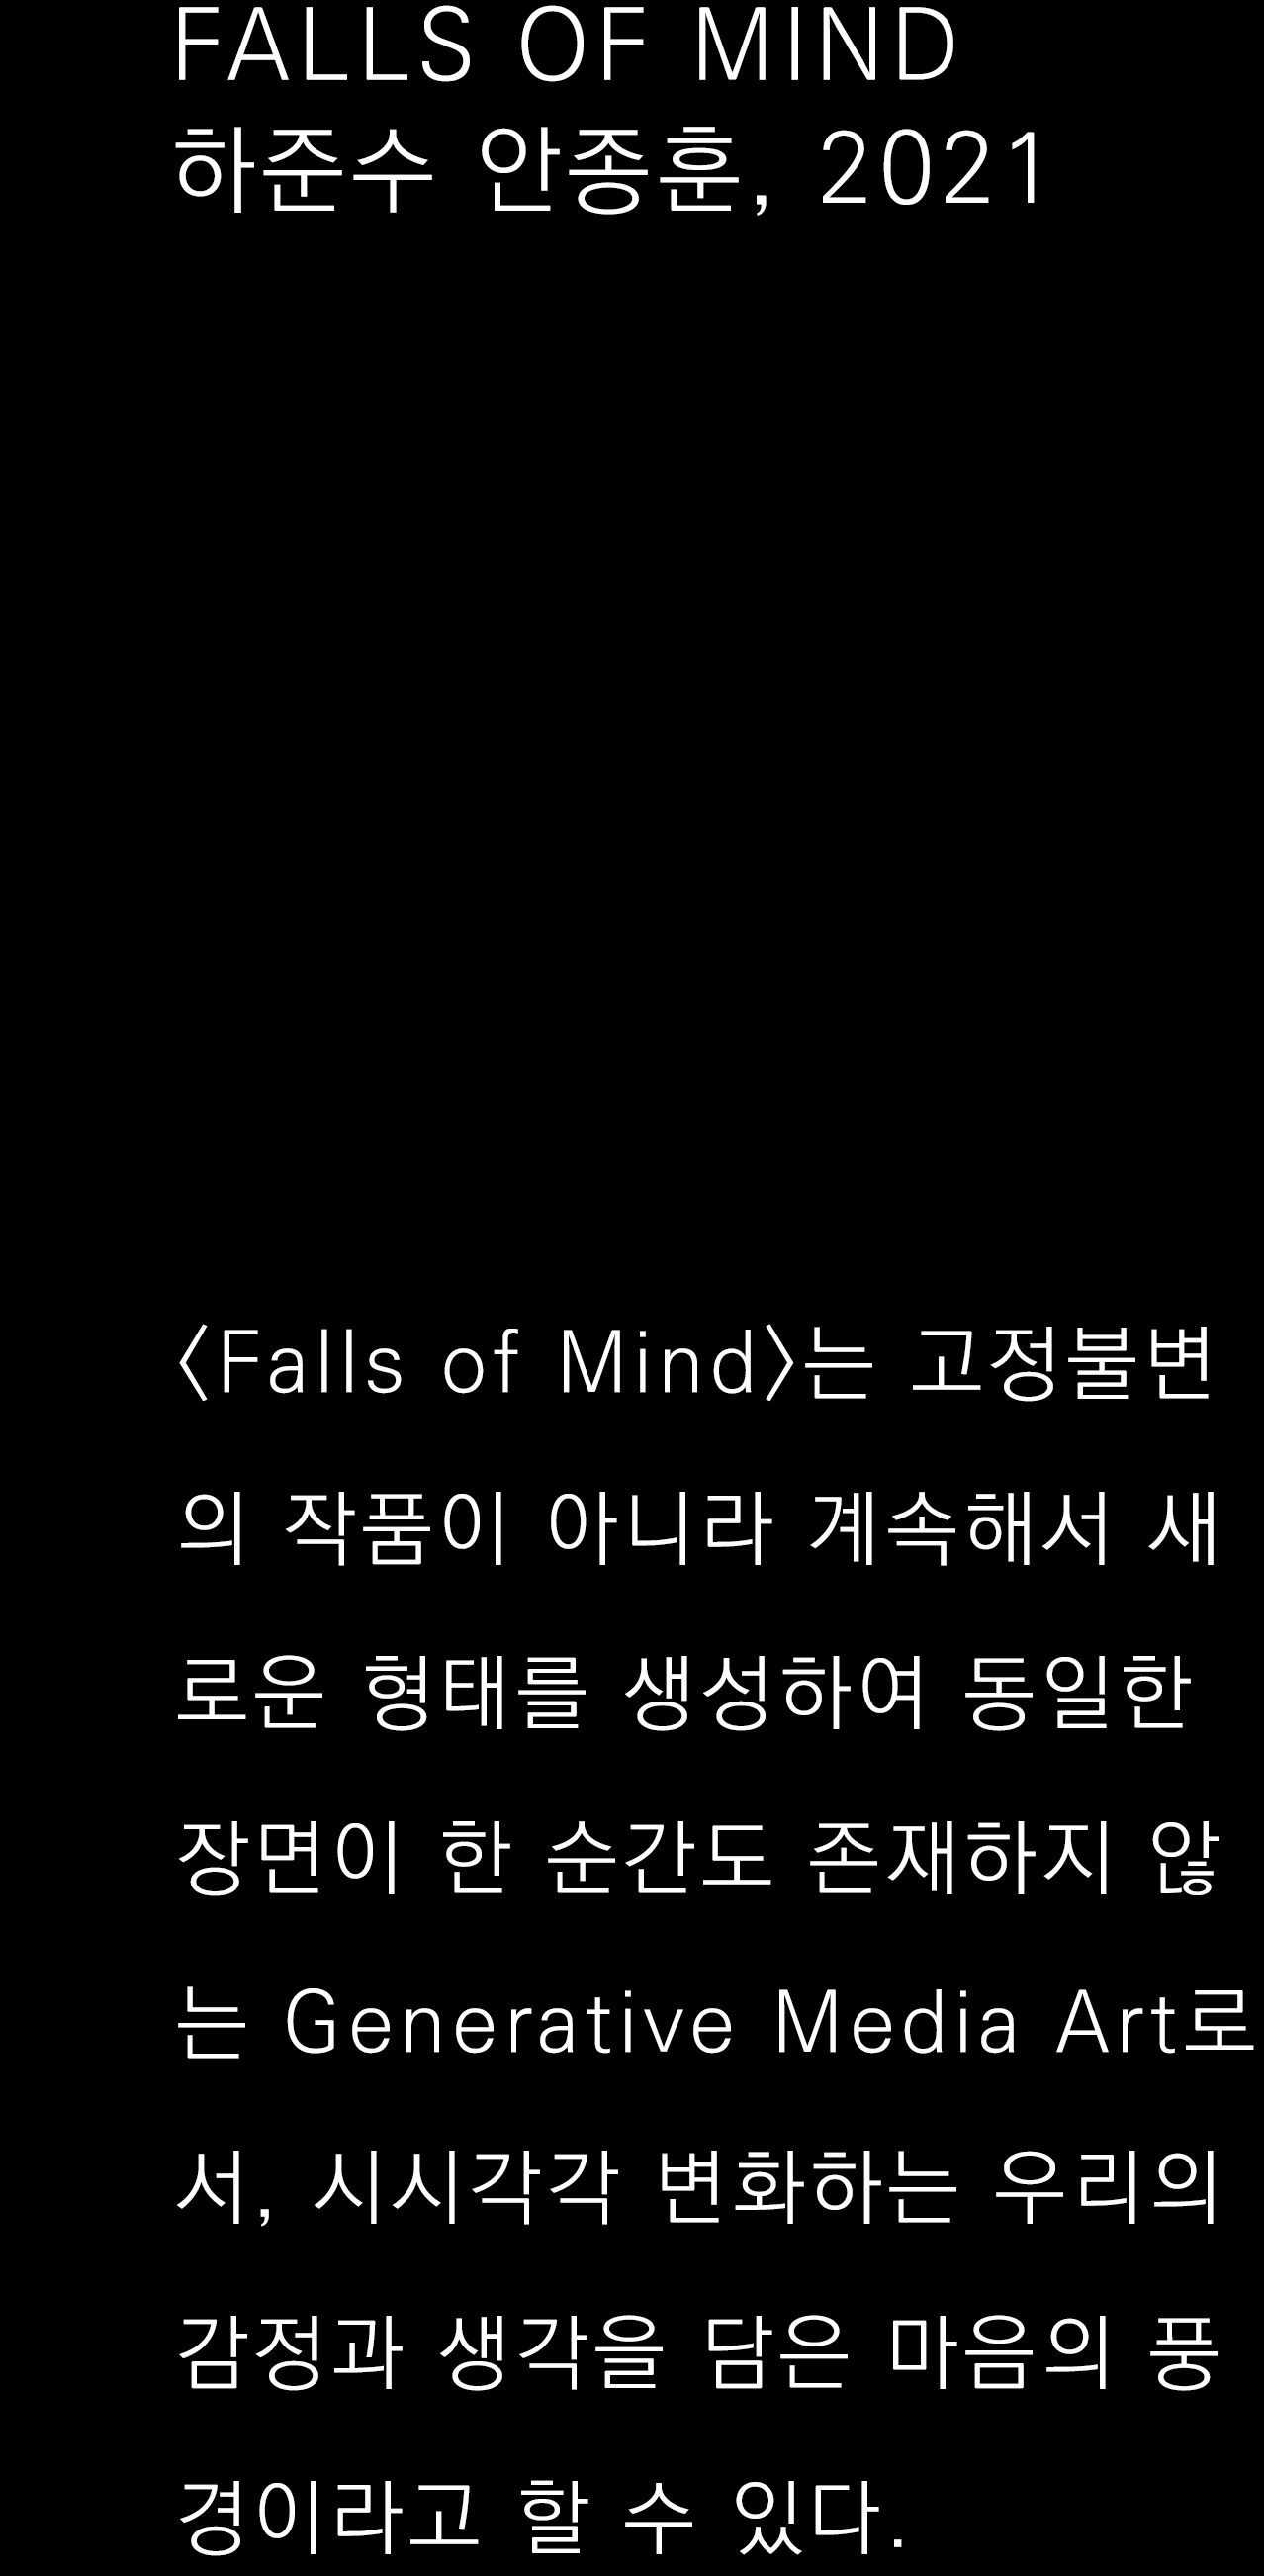 FALLS OF MIND
하준수 안종훈, 2021
〈Falls of Mind〉는 고정불변
의 작품이 아니라 계속해서 새
로운 형태를 생성하여 동일한
장면이 한 순간도 존재하지 않
는 Generative Media Art로
서, 시시각각 변화하는 우리의
감정과 생각을 담은 마음의 풍
경이라고 할 수 있다.